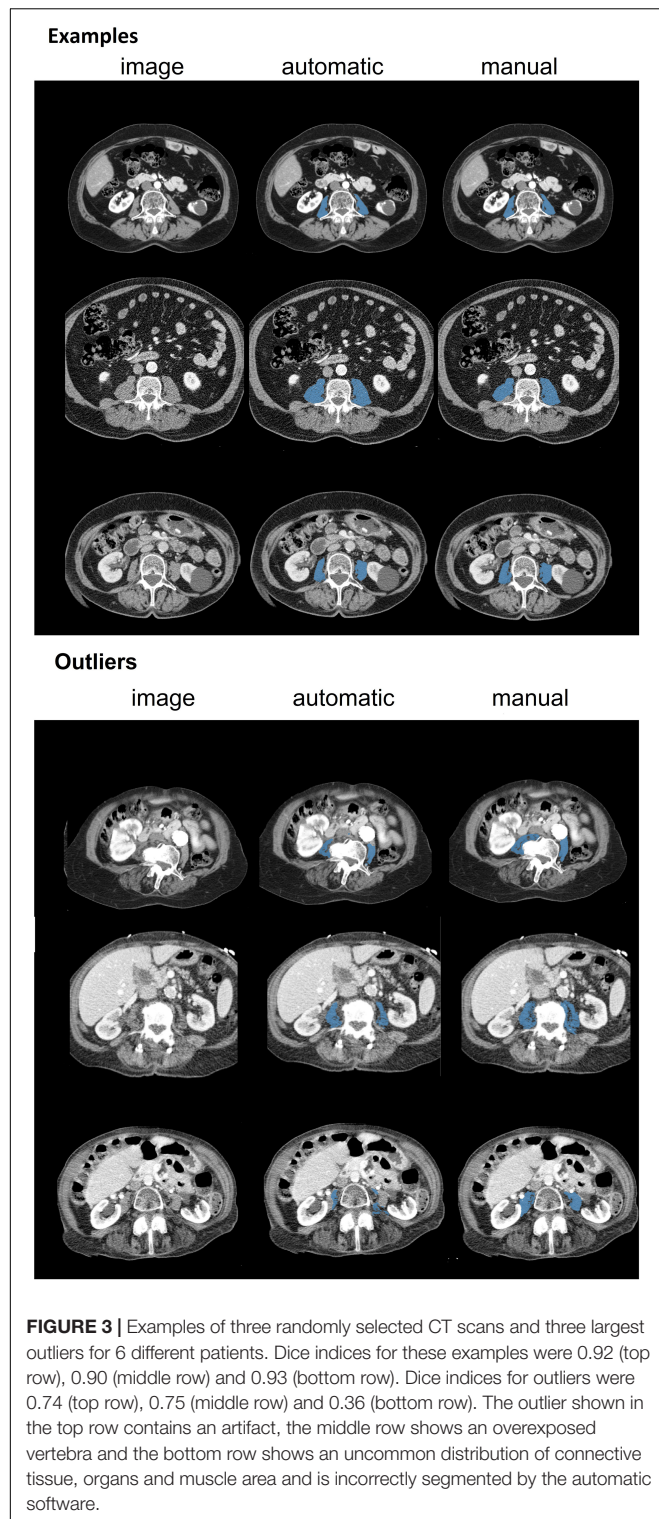 Examples
image automatic manual
Outliers
image automatic manual
FIGURE 3 | Examples of three randomly selected CT scans and three largest
outliers for 6 different patients. Dice indices for these examples were 0.92 (top
row), 0.90 (middle row) and 0.93 (bottom row). Dice indices for outliers were
0.74 (top row), 0.75 (middle row) and 0.36 (bottom row). The outlier shown in
the top row contains an artifact, the middle row shows an overexposed
vertebra and the bottom row shows an uncommon distribution of connective
tissue, organs and muscle area and is incorrectly segmented by the automatic
software.